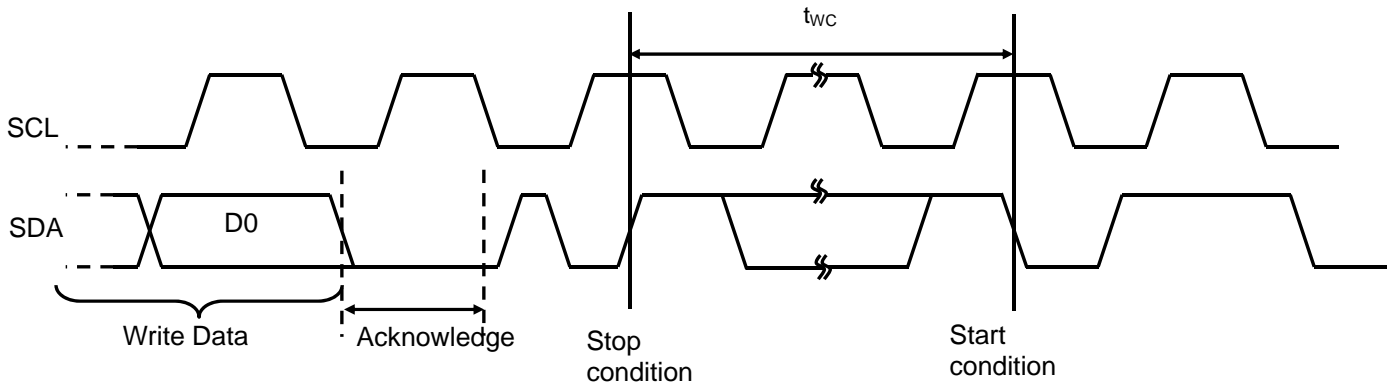 tWC
SCL
SDA
D0
Write Data
Acknowledge
Stop
condition
Start
condition